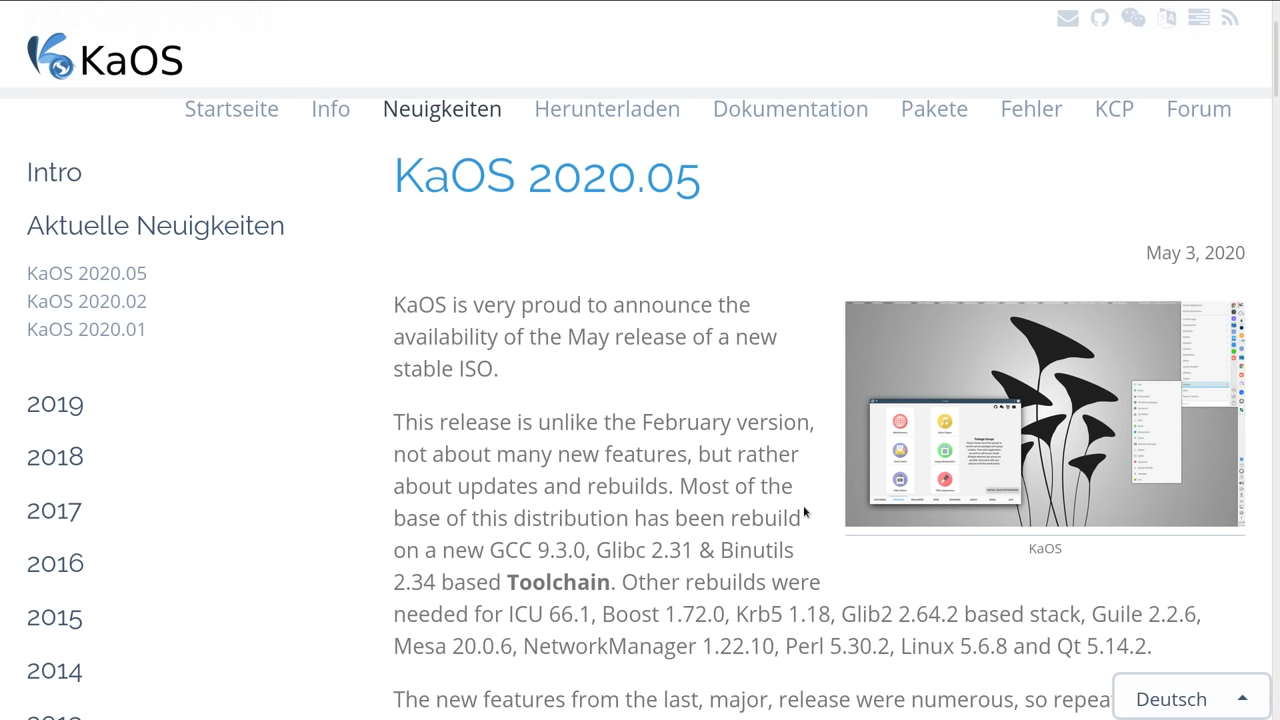 KaOS
Startseite Info Neuigkeiten Herunterladen Dokumentation Pakete Fehler KCP Forum
Intro
Aktuelle Neuigkeiten
KaOS 2020.05
KaOS 2020.02
KaOS 2020.01
2019
2018
2017
2016
2015
2014
KaOS 2020.05
May 3, 2020
KaOS is very proud to announce the
availability of the May release of a new
stable ISO.
This release is unlike the February version,
not about many new features, but rather
about updates and rebuilds. Most of the
base of this distribution has been rebuild
on a new GCC 9.3.0, Glibc 2.31 & Binutils
2.34 based Toolchain. Other rebuilds were
needed for ICU 66.1, Boost 1.72.0, Krb5 1.18, Glib2 2.64.2 based stack, Guile 2.2.6,
Mesa 20.0.6, NetworkManager 1.22.10, Perl 5.30.2, Linux 5.6.8 and Qt 5.14.2.
The new features from the last, major, release were numerous, so
KaOS
Deutsch